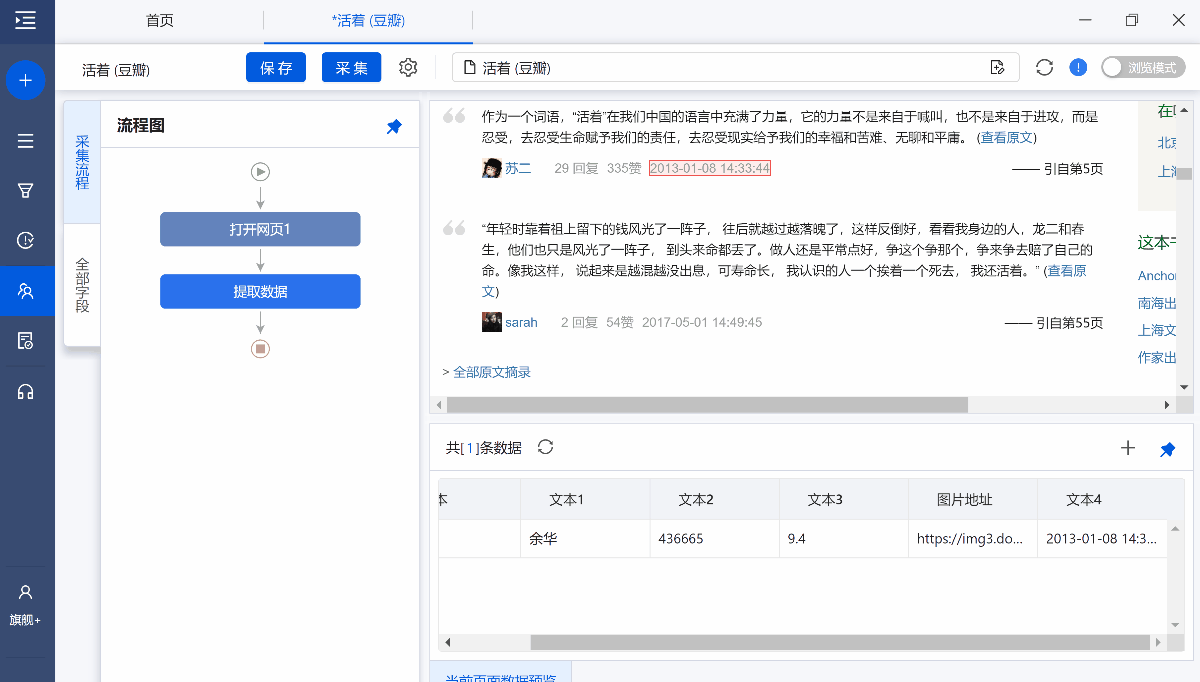 首页
*活着 (豆瓣)
活着 (豆瓣)
保 存
采 集
活着 (豆瓣)
浏览模式
采集流程
全部字段
流程图
打开网页1
提取数据
作为一个词语，“活着”在我们中国的语言中充满了力量，它的力量不是来自于喊叫，也不是来自于进攻，而是
忍受，去忍受生命赋予我们的责任，去忍受现实给予我们的幸福和苦难、无聊和平庸。 (查看原文)
苏二 29 回复 335赞 2013-01-08 14:33:44
—— 引自第5页
“年轻时靠着祖上留下的钱风光了一阵子， 往后就越过越落魄了，这样反倒好，看看我身边的人，龙二和春
生，他们也只是风光了一阵子， 到头来命都丢了。做人还是平常点好，争这个争那个，争来争去赔了自己的
命。像我这样， 说起来是越混越没出息，可寿命长， 我认识的人一个挨着一个死去， 我还活着。” (查看原
文)
sarah 2 回复 54赞 2017-05-01 14:49:45
—— 引自第55页
> 全部原文摘录
在
北京
上海
这本书
Anchor
南海出
上海文
作家出
共[1]条数据
本 文本1 文本2 文本3 图片地址 文本4
余华 436665 9.4 https://img3.do... 2013-01-08 14:3...
当前页面数据预览
旗舰+